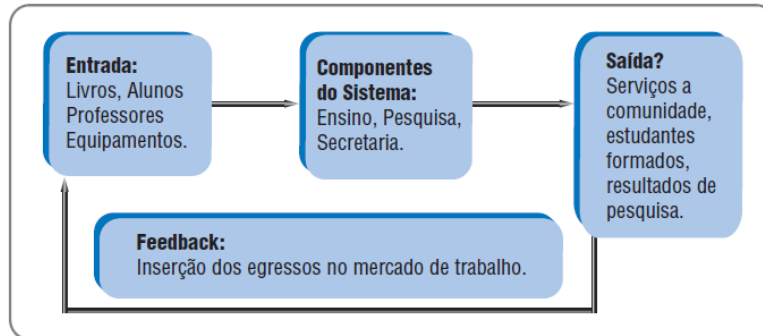 Entrada:
Livros, Alunos
Professores
Equipamentos.
Componentes
do Sistema:
Ensino, Pesquisa,
Secretaria.
Saída?
Serviços a
comunidade,
estudantes
formados,
resultados de
pesquisa.
Feedback:
Inserção dos egressos no mercado de trabalho.